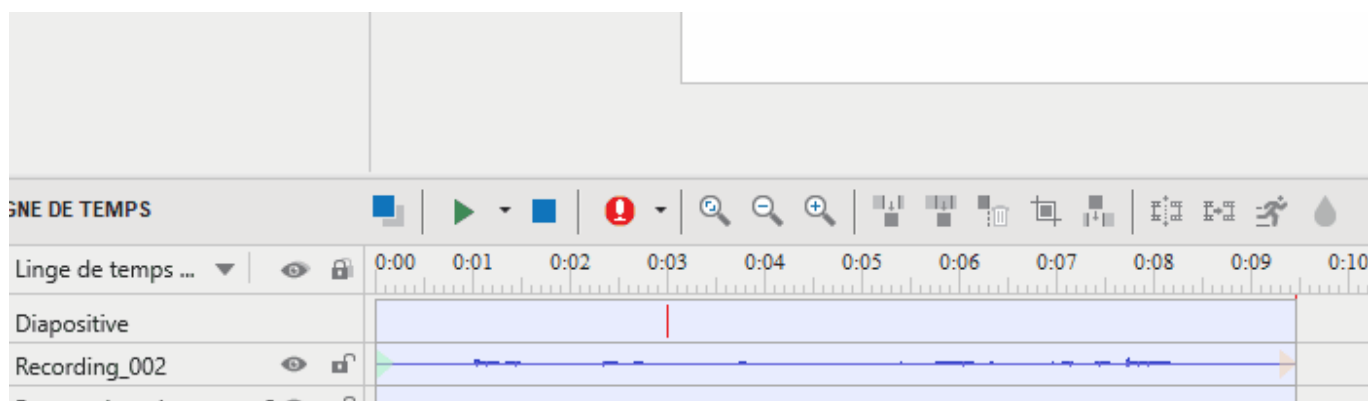 GNE DE TEMPS
Linge de temps ... 0:00 0:01 0:02 0:03 0:04 0:05 0:06 0:07 0:08 0:09 0:10
Diapositive
Recording_002